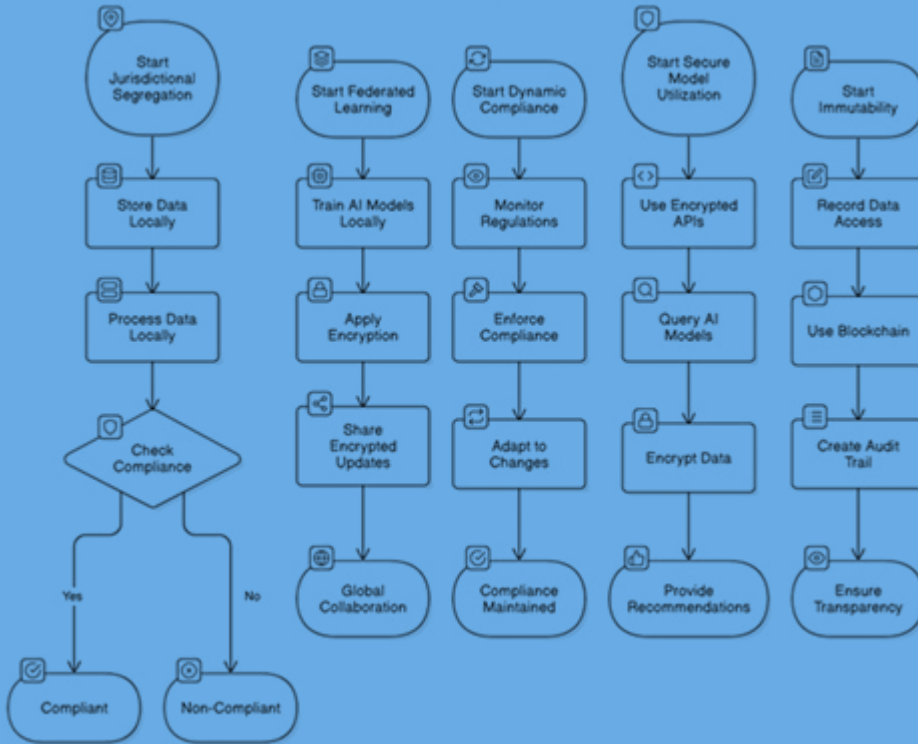 Start
Jurisdictional
Segregation
Store Data
Locally
Process Data
Locally
Check
Compliance
Yes
No
Compliant
Non-Compliant
Start Federated
Learning
Train AI Models
Locally
Apply
Encryption
Share
Encrypted
Updates
Global
Collaboration
Start Dynamic
Compliance
Monitor
Regulations
Enforce
Compliance
Adapt to
Changes
Compliance
Maintained
Start Secure
Model
Utilization
Use Encrypted
APIs
Query AI
Models
Encrypt Data
Provide
Recommendations
Start
Immutability
Record Data
Access
Use Blockchain
Create Audit
Trail
Ensure
Transparency